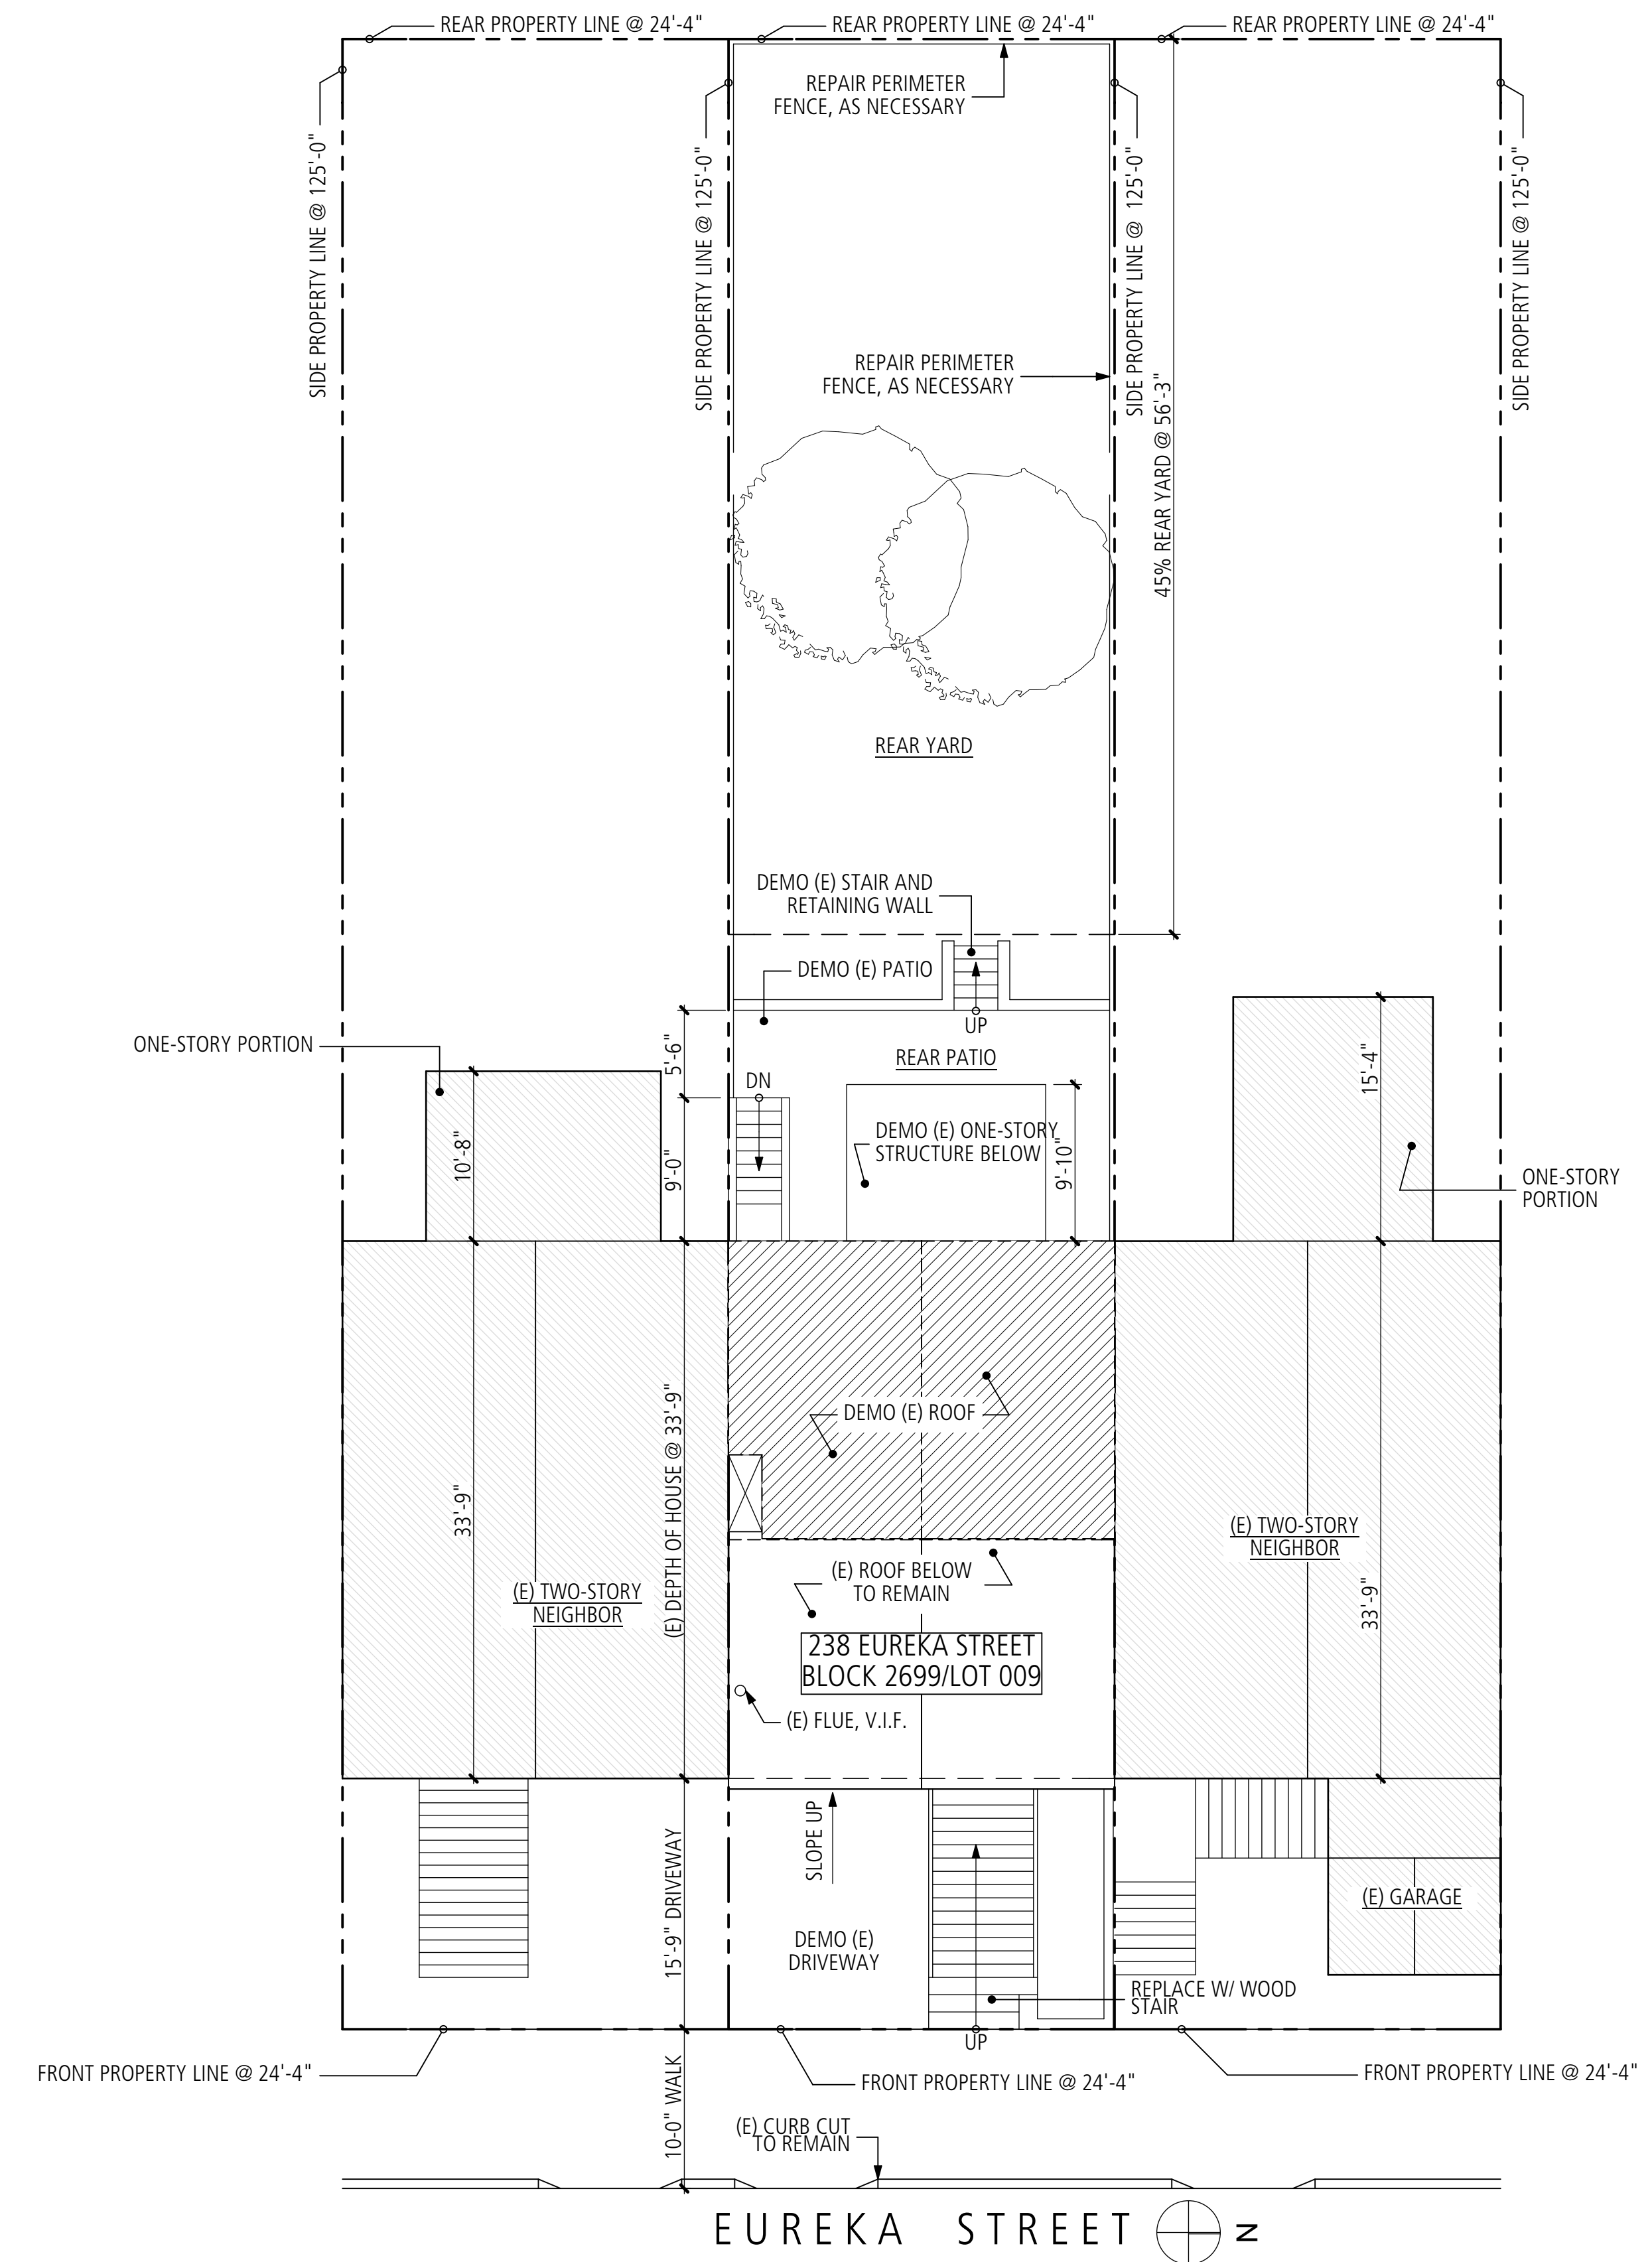 REAR PROPERTY LINE @ 24'-4"
REAR PROPERTY LINE @ 24'-4"
REAR PROPERTY LINE @ 24'-4"
REPAIR PERIMETER
FENCE, AS NECESSARY
SIDE PROPERTY LINE @ 125'-0"
SIDE PROPERTY LINE @ 125'-0"
SIDE PROPERTY LINE @ 125'-0"
SIDE PROPERTY LINE @ 125'-0"
REPAIR PERIMETER
FENCE, AS NECESSARY
45% REAR YARD @ 56'-3"
REAR YARD
DEMO (E) STAIR AND
RETAINING WALL
DEMO (E) PATIO
UP
ONE-STORY PORTION
5'-6"
REAR PATIO
15'-4"
DN
10'-8"
9'-0"
DEMO (E) ONE-STORY
STRUCTURE BELOW
9'-10"
ONE-STORY
PORTION
DEMO (E) ROOF
33'-9"
(E) DEPTH OF HOUSE @ 33'-9"
(E) TWO-STORY
NEIGHBOR
(E) ROOF BELOW
TO REMAIN
(E) TWO-STORY
NEIGHBOR
33'-9"
238 EUREKA STREET
BLOCK 2699/LOT 009
(E) FLUE, V.I.F.
SLOPE UP
15'-9" DRIVEWAY
(E) GARAGE
DEMO (E)
DRIVEWAY
REPLACE W/ WOOD
STAIR
UP
FRONT PROPERTY LINE @ 24'-4"
FRONT PROPERTY LINE @ 24'-4"
FRONT PROPERTY LINE @ 24'-4"
10-0" WALK
(E) CURB CUT
TO REMAIN
EUREKA STREET
N